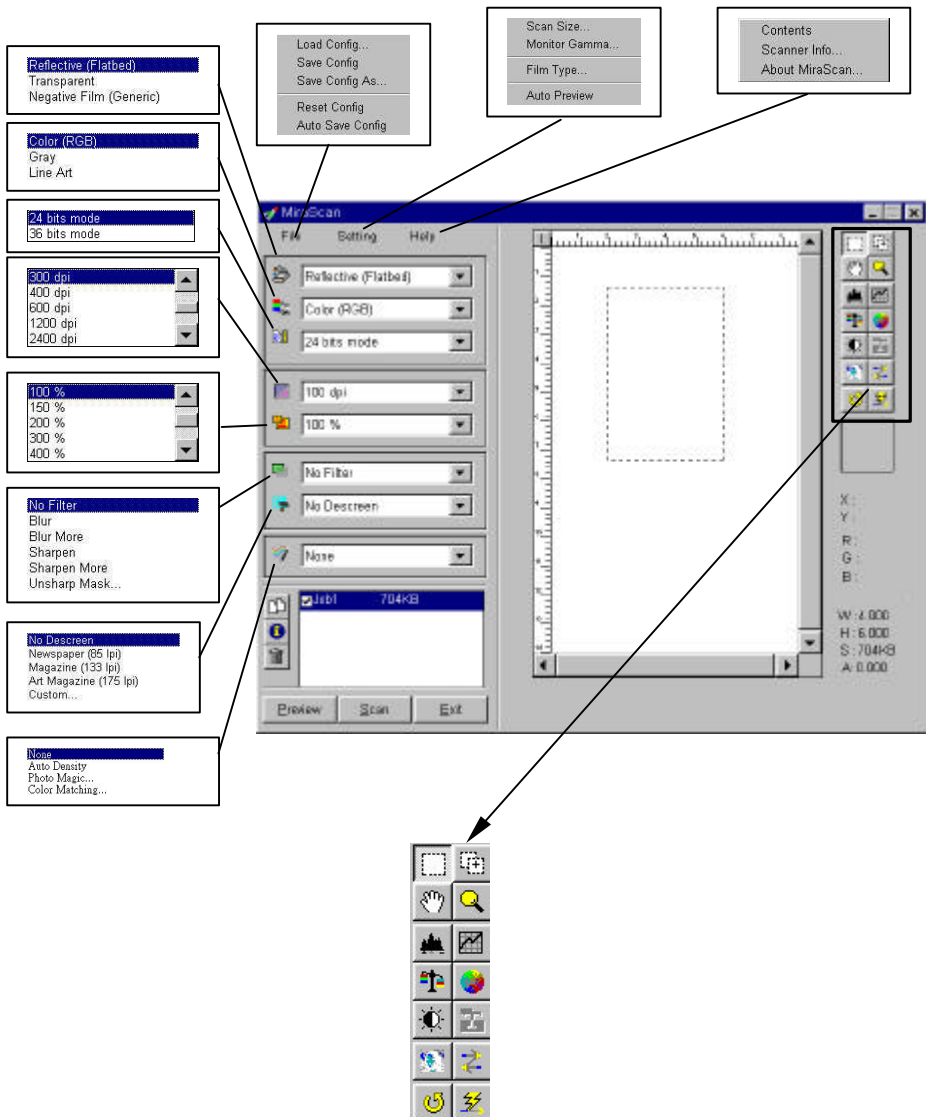 Scan Size...
Monitor Gamma...
Film Type...
Auto Preview
Contents
Scanner Info...
About MiraScan...
Load Config...
Save Config
Save Config As...
Reset Config
Auto Save Config
Reflective (Flatbed)
Transparent
Negative Film (Generic)
Color (RGB)
Gray
Line Art
24 bits mode
36 bits mode
300 dpi
400 dpi
600 dpi
1200 dpi
2400 dpi
100 %
150 %
200 %
300 %
400 %
No Filter
Blur
Blur More
Sharpen
Sharpen More
Unsharp Mask...
No Descreen
Newspaper (85 lpi)
Magazine (133 lpi)
Art Magazine (175 lpi)
Custom...
None
Auto Density
Photo Magic...
Color Matching...
MiraScan
File Setting Help
Reflective (Flatbed)
Color (RGB)
24 bits mode
100 dpi
100 %
No Filter
No Descreen
None
Job1 704KB
Preview Scan Exit
X :
Y :
R :
G :
B :
W : 4.000
H : 6.000
S : 704KB
A: 0.000